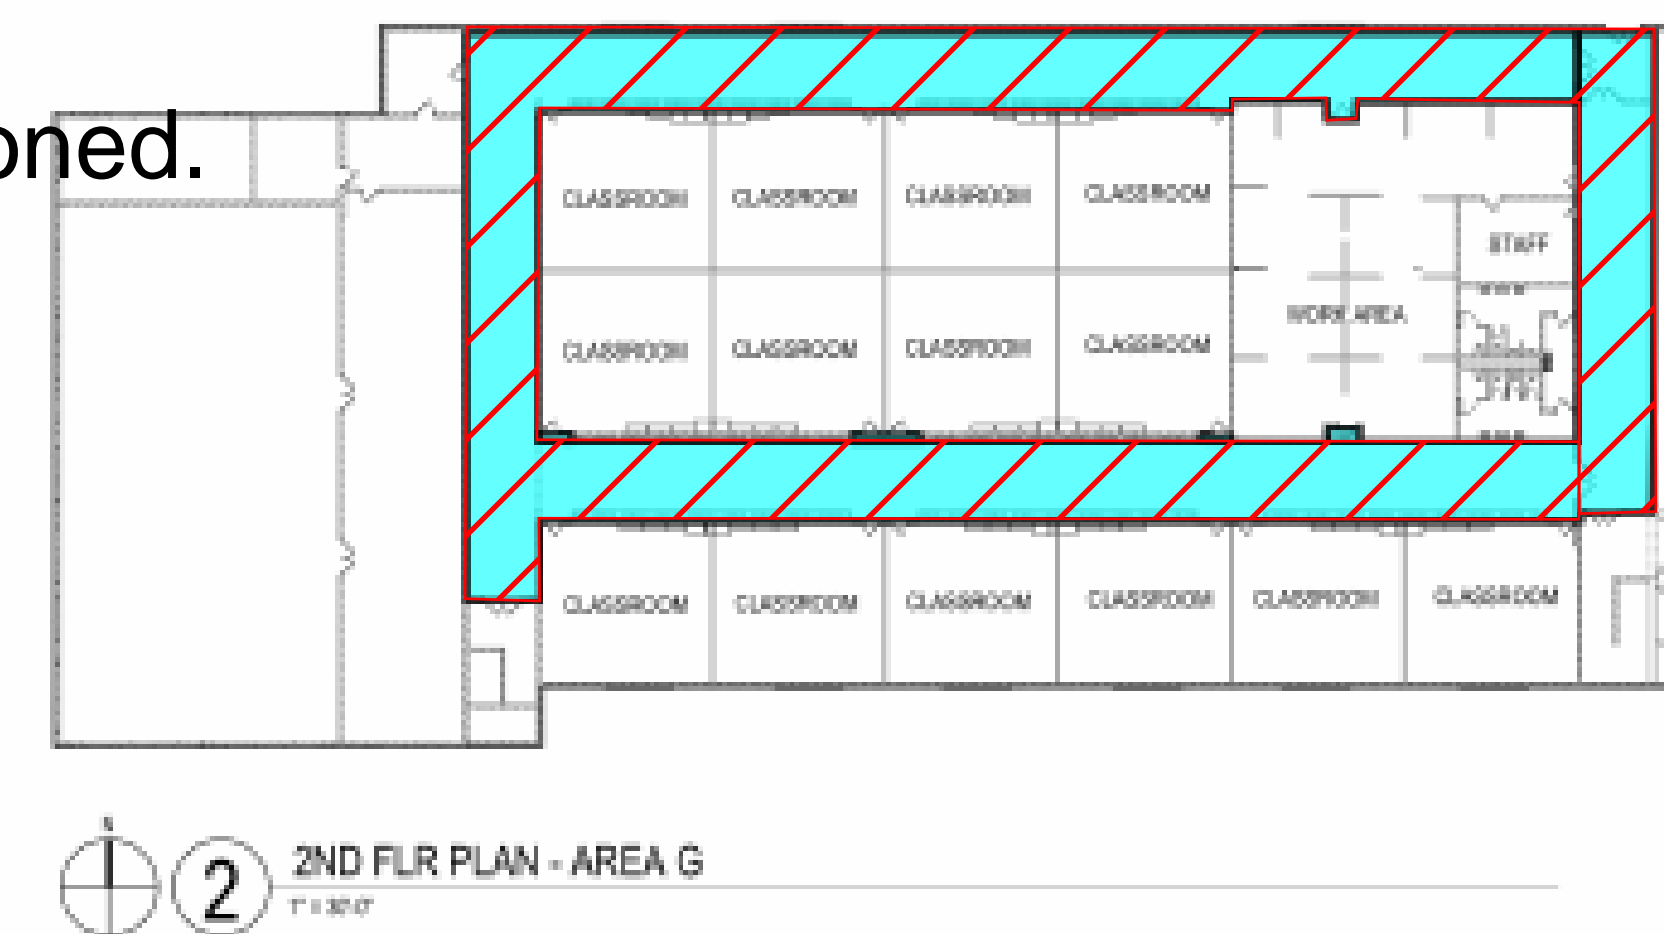 oned.
CLASSROOM CLASSROOM CLASSROOM CLASSROOM
STAFF
WORK AREA
CLASSROOM CLASSROOM CLASSROOM CLASSROOM
CLASSROOM CLASSROOM CLASSROOM CLASSROOM CLASSROOM CLASSROOM
N
2 2ND FLR PLAN - AREA G